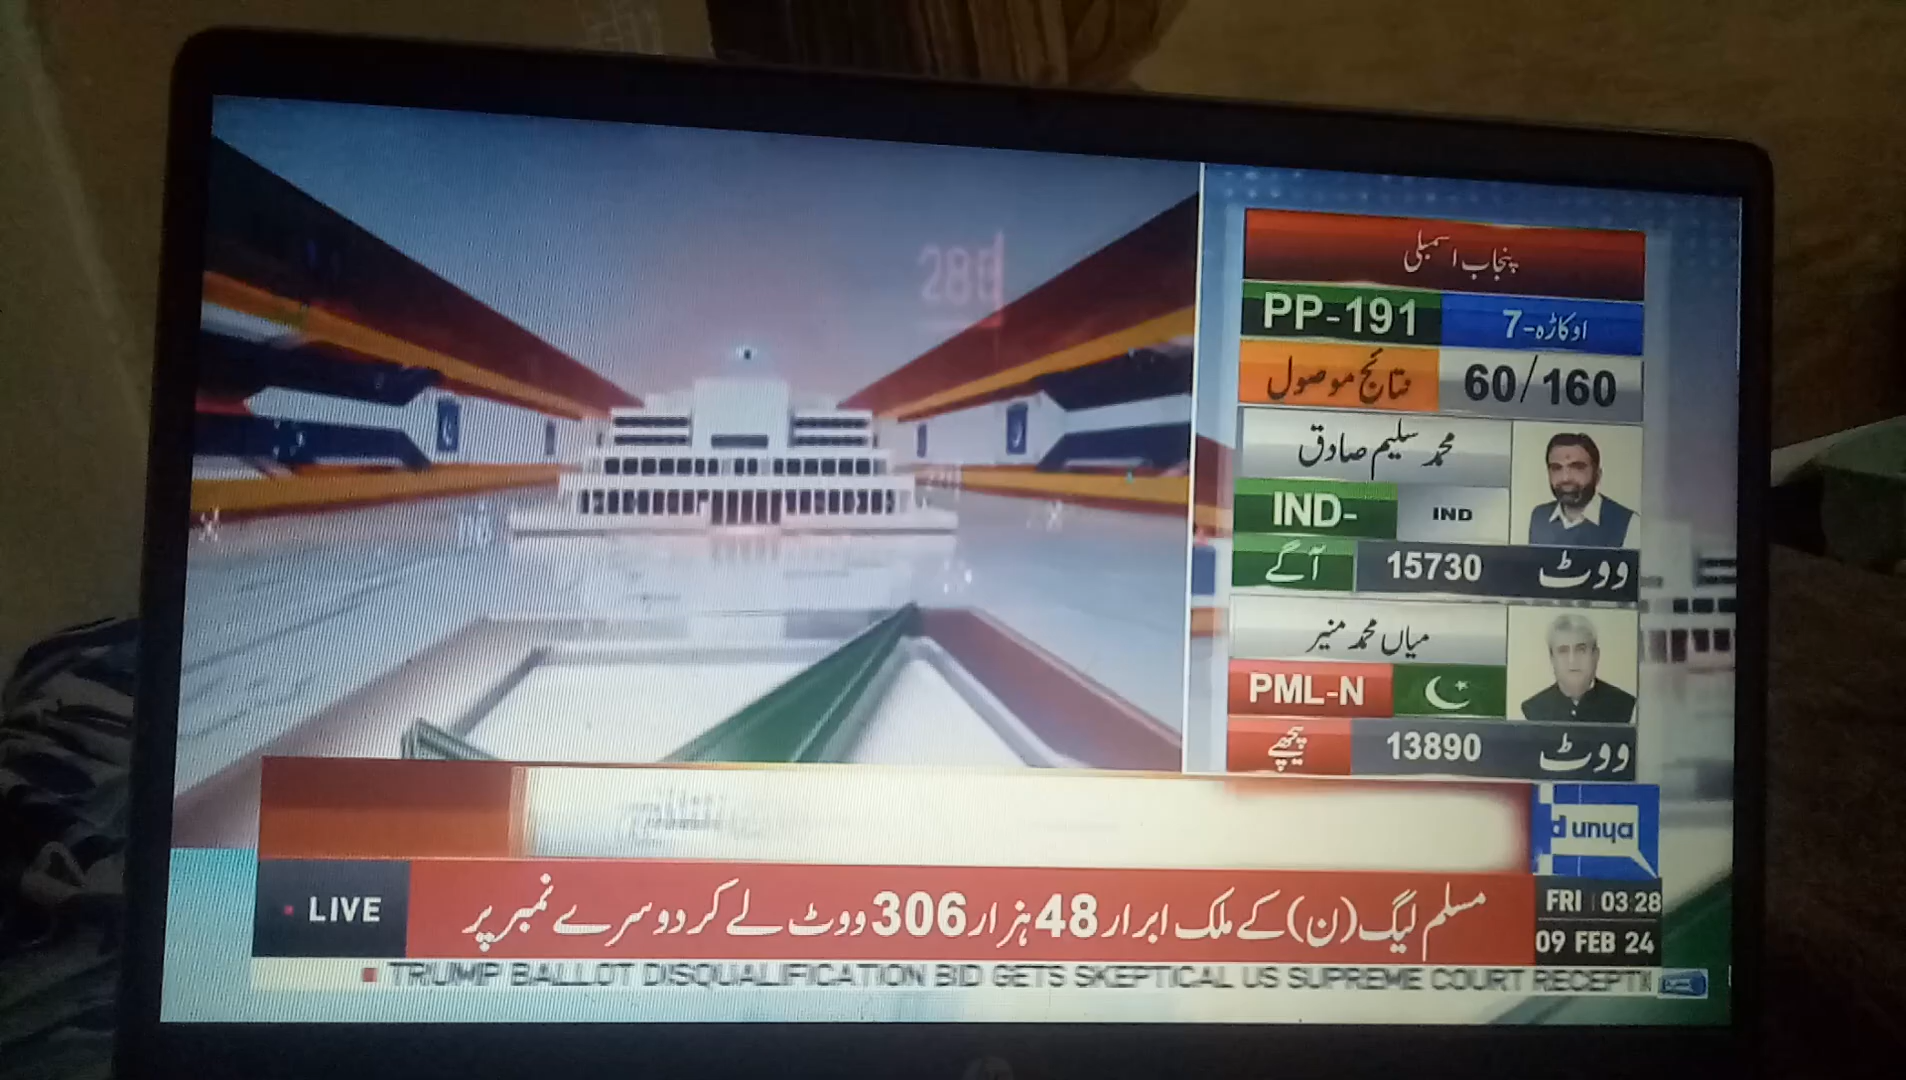 پنجاب اسمبلی
PP-191
اوکاڑہ-7
نتائج موصول
60/160
محمد سلیم صادق
IND-
IND
آگے
15730
ووٹ
میاں محمد منیر
PML-N
پیچھے
13890
ووٹ
dunya
LIVE
مسلم لیگ (ن) کے ملک ابرار 48 ہزار 306 ووٹ لے کر دوسرے نمبر پر
FRI 03:28
09 FEB 24
TRUMP BALLOT DISQUALIFICATION BID GETS SKEPTICAL US SUPREME COURT RECEPTI